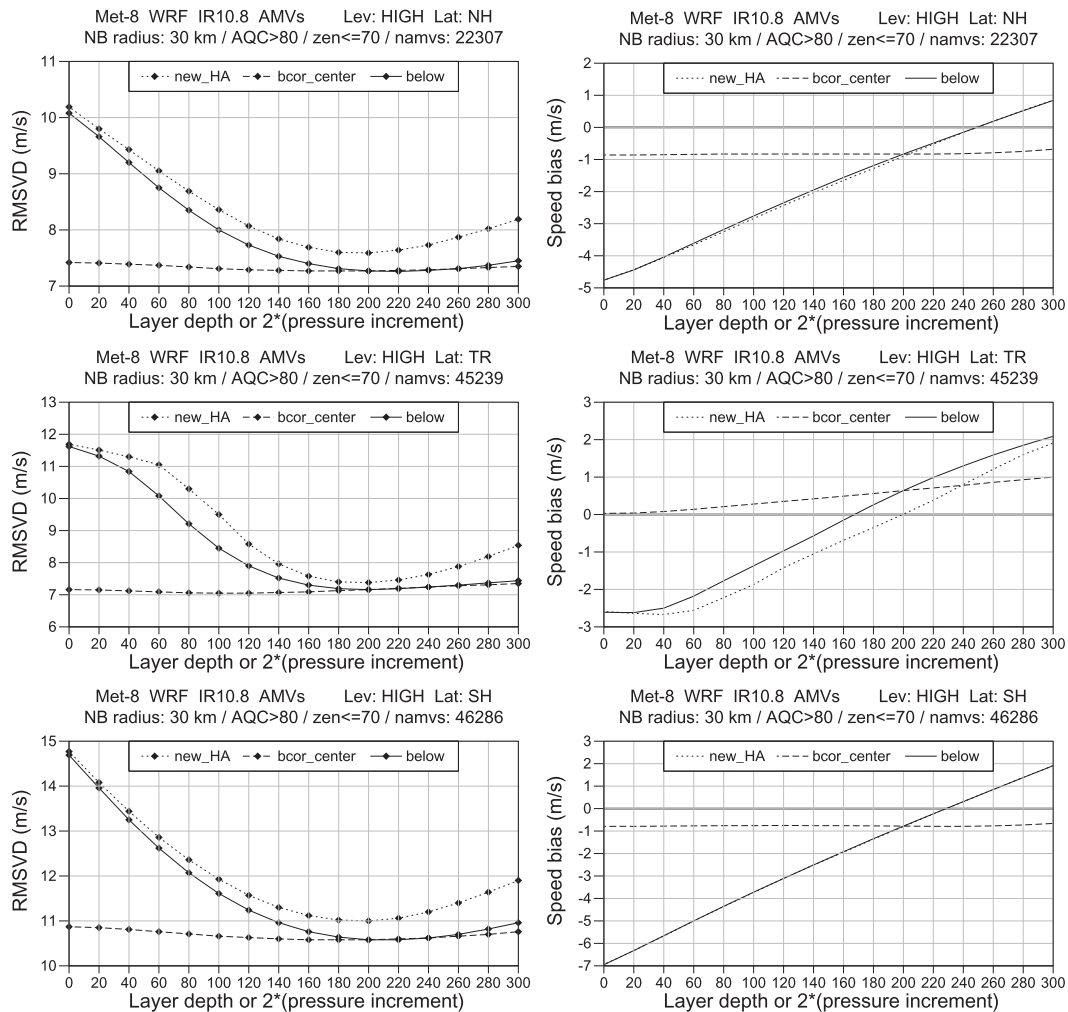 Met-8 WRF IR10.8 AMVs Lev: HIGH Lat: NH
NB radius: 30 km / AQC>80 / zen<=70 / namvs: 22307
new_HA bcor_center below
RMSVD (m/s)
11
10
9
8
7
0 20 40 60 80 100 120 140 160 180 200 220 240 260 280 300
Layer depth or 2*(pressure increment)
Met-8 WRF IR10.8 AMVs Lev: HIGH Lat: NH
NB radius: 30 km / AQC>80 / zen<=70 / namvs: 22307
new_HA bcor_center below
Speed bias (m/s)
2
1
0
-1
-2
-3
-4
-5
0 20 40 60 80 100 120 140 160 180 200 220 240 260 280 300
Layer depth or 2*(pressure increment)
Met-8 WRF IR10.8 AMVs Lev: HIGH Lat: TR
NB radius: 30 km / AQC>80 / zen<=70 / namvs: 45239
new_HA bcor_center below
RMSVD (m/s)
13
12
11
10
9
8
7
6
0 20 40 60 80 100 120 140 160 180 200 220 240 260 280 300
Layer depth or 2*(pressure increment)
Met-8 WRF IR10.8 AMVs Lev: HIGH Lat: TR
NB radius: 30 km / AQC>80 / zen<=70 / namvs: 45239
new_HA bcor_center below
Speed bias (m/s)
3
2
1
0
-1
-2
-3
0 20 40 60 80 100 120 140 160 180 200 220 240 260 280 300
Layer depth or 2*(pressure increment)
Met-8 WRF IR10.8 AMVs Lev: HIGH Lat: SH
NB radius: 30 km / AQC>80 / zen<=70 / namvs: 46286
new_HA bcor_center below
RMSVD (m/s)
15
14
13
12
11
10
0 20 40 60 80 100 120 140 160 180 200 220 240 260 280 300
Layer depth or 2*(pressure increment)
Met-8 WRF IR10.8 AMVs Lev: HIGH Lat: SH
NB radius: 30 km / AQC>80 / zen<=70 / namvs: 46286
new_HA bcor_center below
Speed bias (m/s)
3
2
1
0
-1
-2
-3
-4
-5
-6
-7
0 20 40 60 80 100 120 140 160 180 200 220 240 260 280 300
Layer depth or 2*(pressure increment)